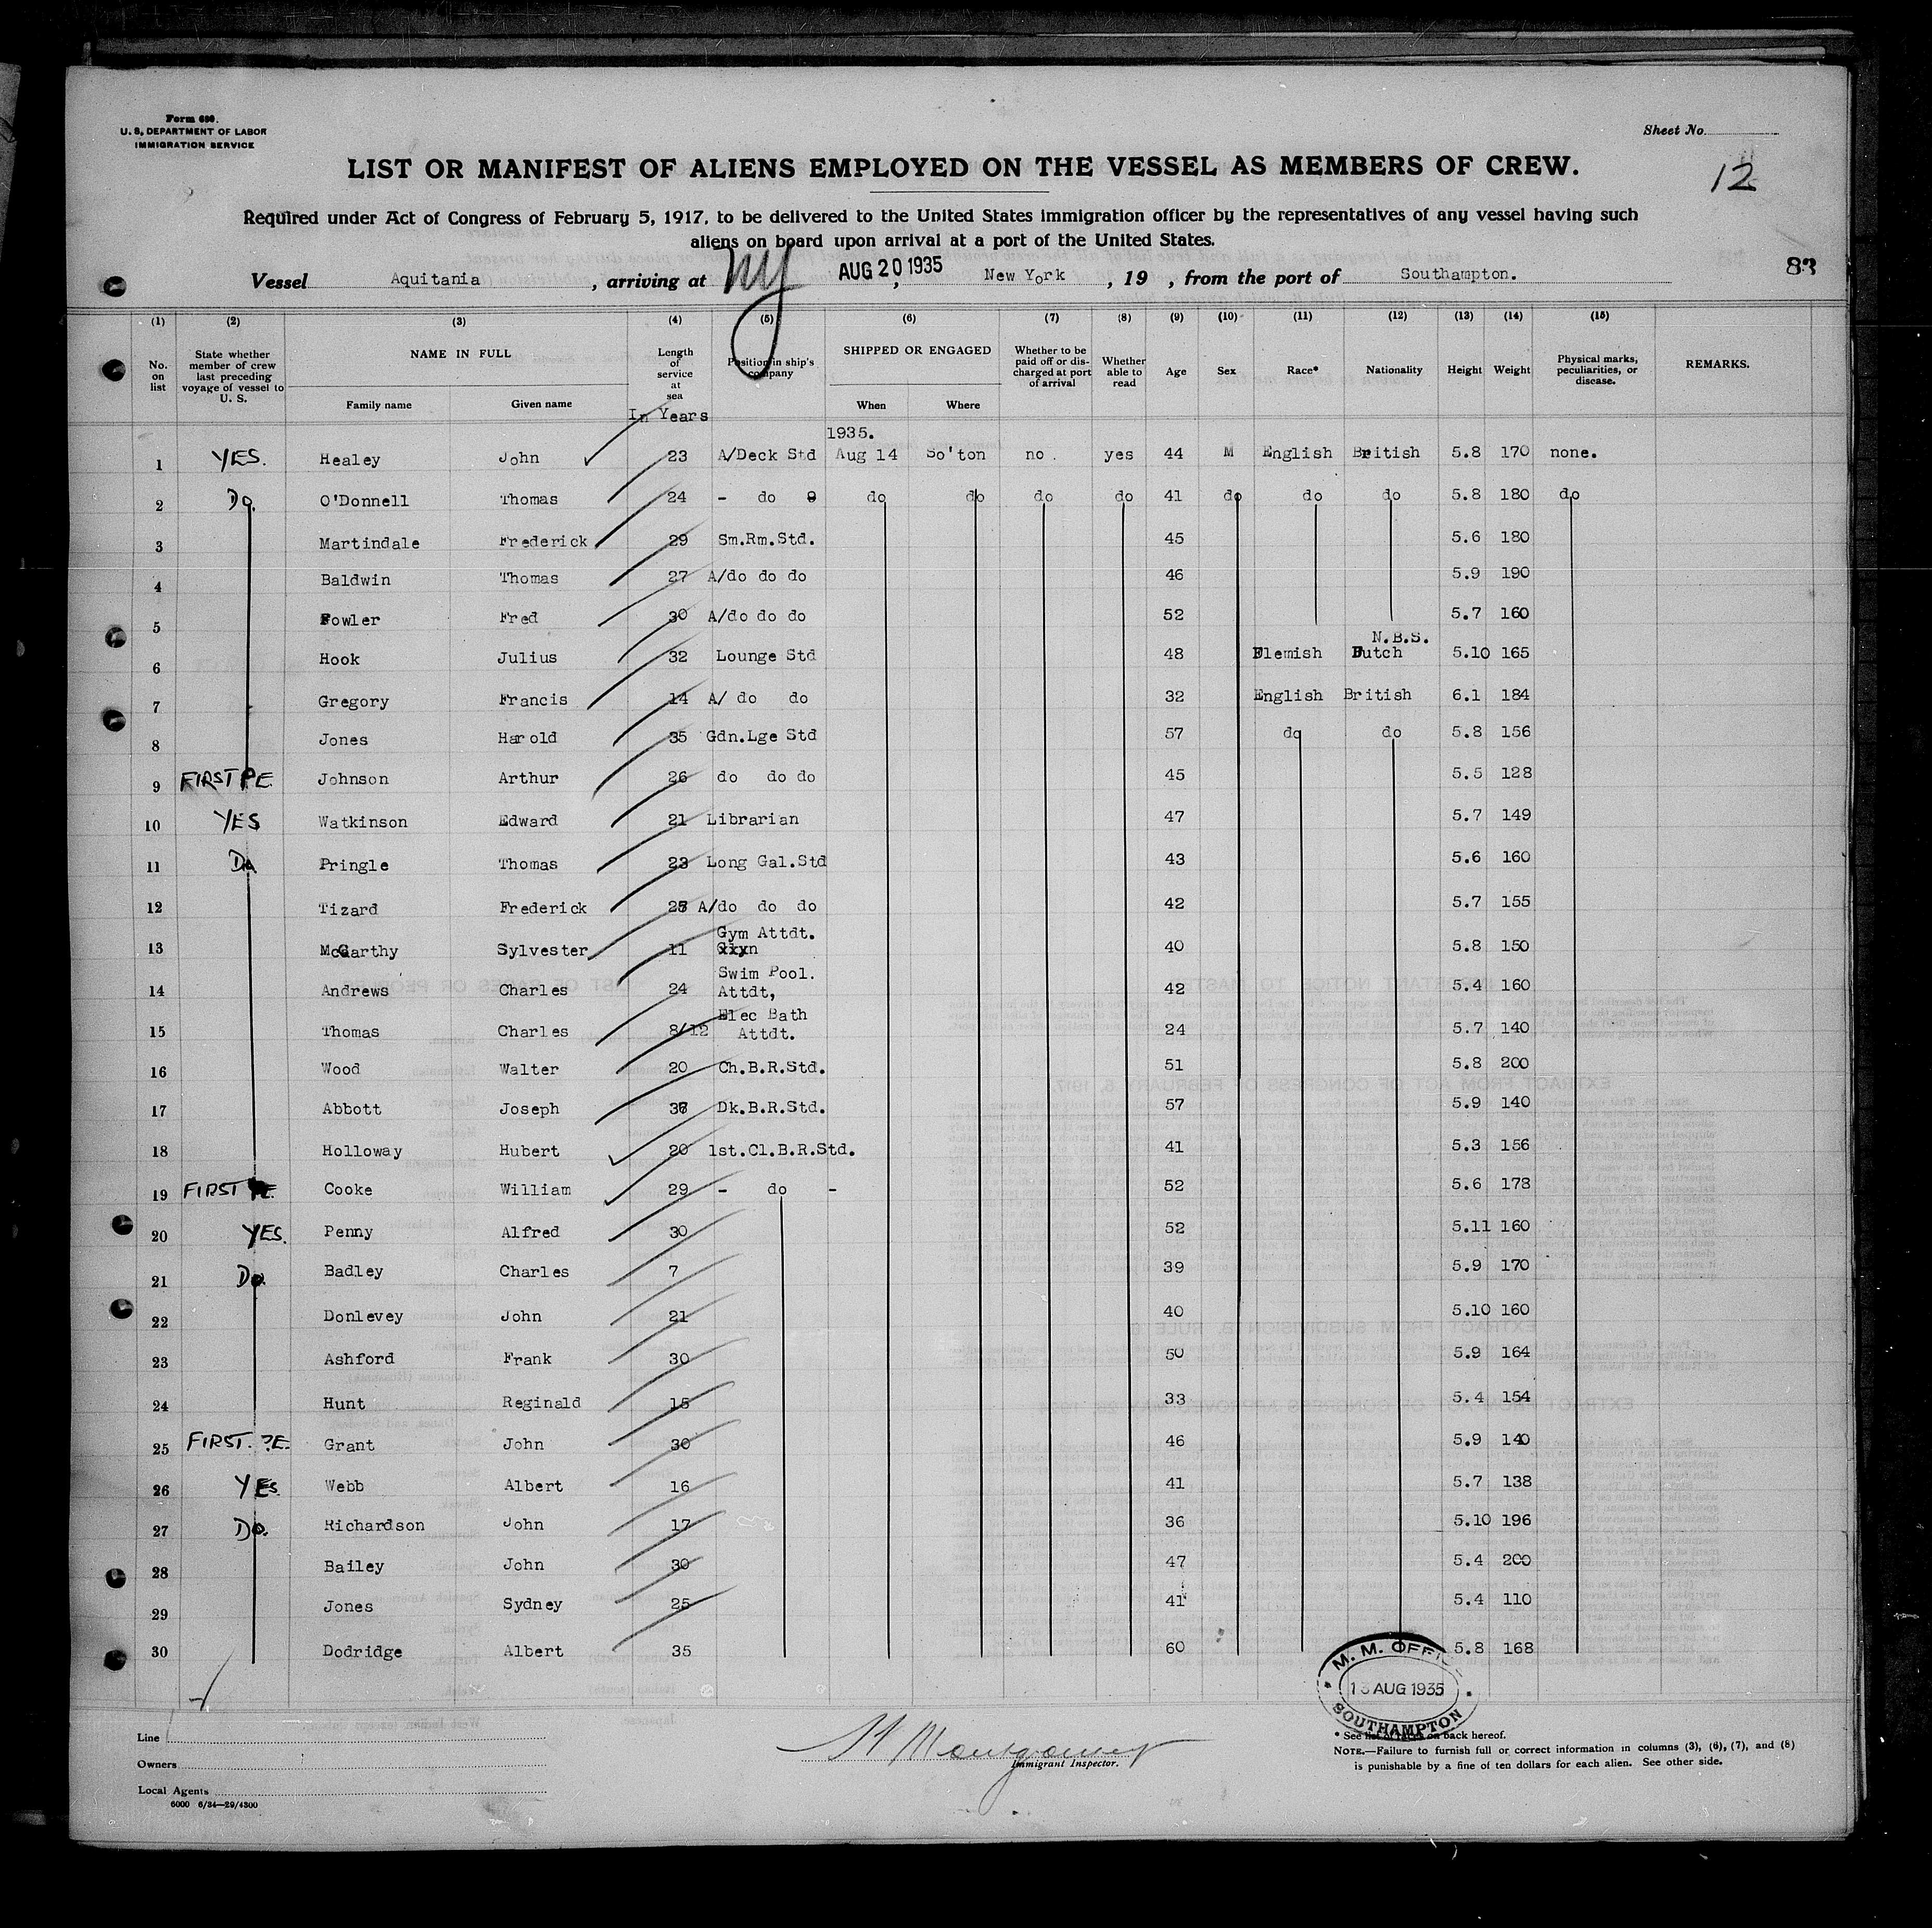 Form 680.
U. S. DEPARTMENT OF LABOR
IMMIGRATION SERVICE
Sheet No.
12
LIST OR MANIFEST OF ALIENS EMPLOYED ON THE VESSEL AS MEMBERS OF CREW.
Required under Act of Congress of February 5, 1917, to be delivered to the United States immigration officer by the representatives of any vessel having such
aliens on board upon arrival at a port of the United States.
Vessel Aquitania, arriving at NY AUG 20 1935, New York, 19 , from the port of Southampton.
83
(1) (2) (3) (4) (5) (6) (7) (8) (9) (10) (11) (12) (13) (14) (15)
No. on list State whether member of crew last preceding voyage of vessel to U. S. NAME IN FULL Family name Given name Length of service at sea Position in ship's company SHIPPED OR ENGAGED When Where Whether to be paid off or discharged at port of arrival Whether able to read Age Sex Race* Nationality Height Weight Physical marks, peculiarities, or disease. REMARKS.
In Years
1935.
1 YES. Healey John 23 A/Deck Std Aug 14 So'ton no. yes 44 M English British 5.8 170 none.
2 Do. O'Donnell Thomas 24 - do do do do do 41 do do do 5.8 180 do
3 Martindale Frederick 29 Sm.Rm.Std. 45 5.6 180
4 Baldwin Thomas 27 A/do do do 46 5.9 190
5 Fowler Fred 30 A/do do do 52 5.7 160
N.B.S.
6 Hook Julius 32 Lounge Std 48 Flemish Dutch 5.10 165
7 Gregory Francis 14 A/ do do 32 English British 6.1 184
8 Jones Harold 35 Gdn.Lge Std 57 do do 5.8 156
9 FIRST PE. Johnson Arthur 26 do do do 45 5.5 128
10 YES Watkinson Edward 21 Librarian 47 5.7 149
11 Do Pringle Thomas 23 Long Gal.Std 43 5.6 160
12 Tizard Frederick A/do do do 42 5.7 155
13 McCarthy Sylvester 11 Gym Attdt. 40 5.8 150
14 Andrews Charles 24 Swim Pool. Attdt, 42 5.4 160
15 Thomas Charles 8/12 Elec Bath Attdt. 24 5.7 140
16 Wood Walter 20 Ch.B.R.Std. 51 5.8 200
17 Abbott Joseph Dk.B.R.Std. 57 5.9 140
18 Holloway Hubert 20 1st.Cl.B.R.Std. 41 5.3 156
19 FIRST Cooke William 29 - do - 52 5.6 173
20 YES. Penny Alfred 30 52 5.11 160
21 Do. Badley Charles 7 39 5.9 170
22 Donlevey John 21 40 5.10 160
23 Ashford Frank 30 50 5.9 164
24 Hunt Reginald 15 33 5.4 154
25 FIRST. PE. Grant John 30 46 5.9 140
26 YES. Webb Albert 16 41 5.7 138
27 Do. Richardson John 17 36 5.10 196
28 Bailey John 30 47 5.4 200
29 Jones Sydney 25 41 5.4 110
30 Dodridge Albert 35 60 5.8 168
M. M. OFFICE
13 AUG 1935
SOUTHAMPTON
Line
Owners
Local Agents
6000 6/34—29/4300
Montgomery
Immigrant Inspector.
* See list of races on back hereof.
NOTE.—Failure to furnish full or correct information in columns (3), (6), (7), and (8)
is punishable by a fine of ten dollars for each alien. See other side.